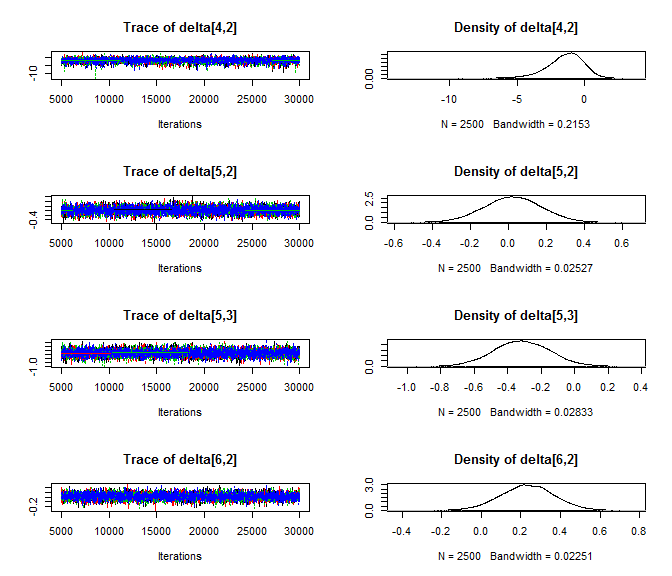 Trace of delta[4,2]
-10
5000 10000 15000 20000 25000 30000
Iterations
Density of delta[4,2]
0.00
-10 -5 0
N = 2500 Bandwidth = 0.2153
Trace of delta[5,2]
-0.4
5000 10000 15000 20000 25000 30000
Iterations
Density of delta[5,2]
0.0 2.5
-0.6 -0.4 -0.2 0.0 0.2 0.4 0.6
N = 2500 Bandwidth = 0.02527
Trace of delta[5,3]
-1.0
5000 10000 15000 20000 25000 30000
Iterations
Density of delta[5,3]
0.0
-1.0 -0.8 -0.6 -0.4 -0.2 0.0 0.2 0.4
N = 2500 Bandwidth = 0.02833
Trace of delta[6,2]
-0.2
5000 10000 15000 20000 25000 30000
Iterations
Density of delta[6,2]
0.0 3.0
-0.4 -0.2 0.0 0.2 0.4 0.6 0.8
N = 2500 Bandwidth = 0.02251